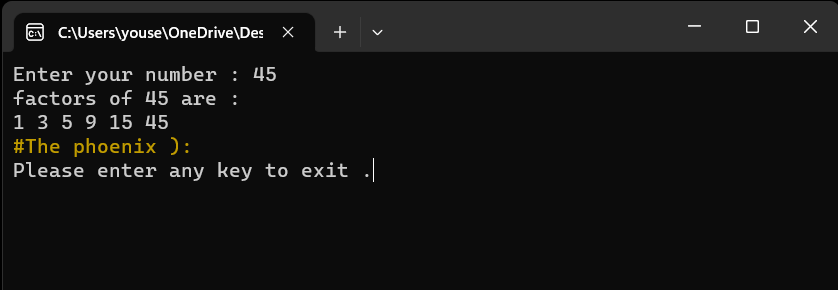 C:\Users\youse\OneDrive\Des
Enter your number : 45
factors of 45 are :
1 3 5 9 15 45
#The phoenix ):
Please enter any key to exit .